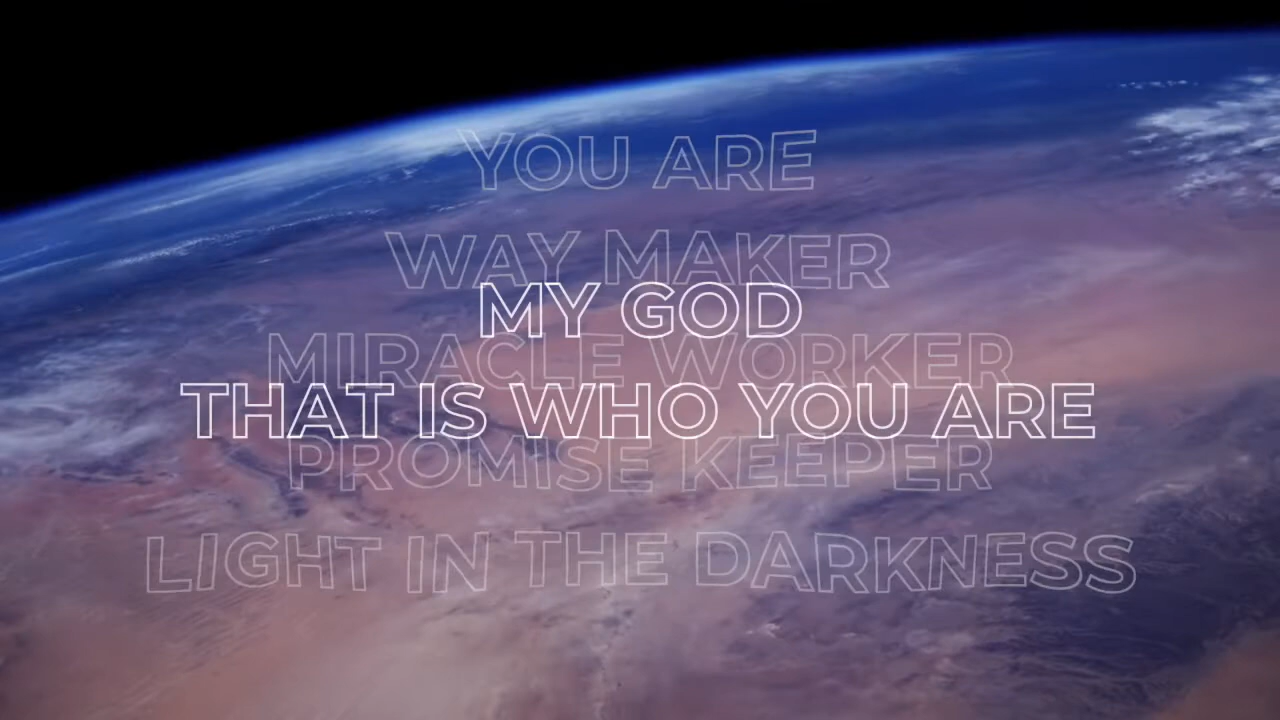 YOU ARE
WAY MAKER
MY GOD
MIRACLE WORKER
THAT IS WHO YOU ARE
PROMISE KEEPER
LIGHT IN THE DARKNESS